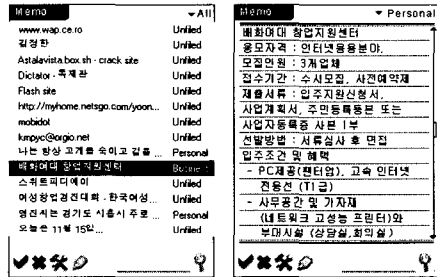 Memo
All
www.wap.ce.ro
Unfiled
김정한
Unfiled
Astalavista.box.sh - crack site
Unfiled
Dictator - 독재관
Unfiled
Flash site
Unfiled
http://myhome.netsgo.com/yoon...
Unfiled
mobidot
Unfiled
kmpyc@orgio.net
Unfiled
나는 항상 고개를 숙이고 길을 ...
Personal
배화여대 창업지원센터
스위트피디에이
Unfiled
여성창업경진대회 - 한국여성...
Unfiled
영진시는 경기도 시흥시 주로 ...
Personal
오늘은 11월 15일...
Unfiled
Memo
Personal
배화여대 창업지원센터
응모자격 : 인터넷응용분야,
모집인원 : 3개업체
접수기간 : 수시모집, 사전예약제
제출서류 : 입주지원신청서,
사업계획서, 주민등록등본 또는
사업자등록증 사본 1부
선발방법 : 서류심사 후 면접
입주조건 및 혜택
- PC제공(펜티엄), 고속 인터넷
전용선 (T1급)
- 사무공간 및 기자재
(네트워크 고성능 프린터)와
부대시설 (상담실,회의실)